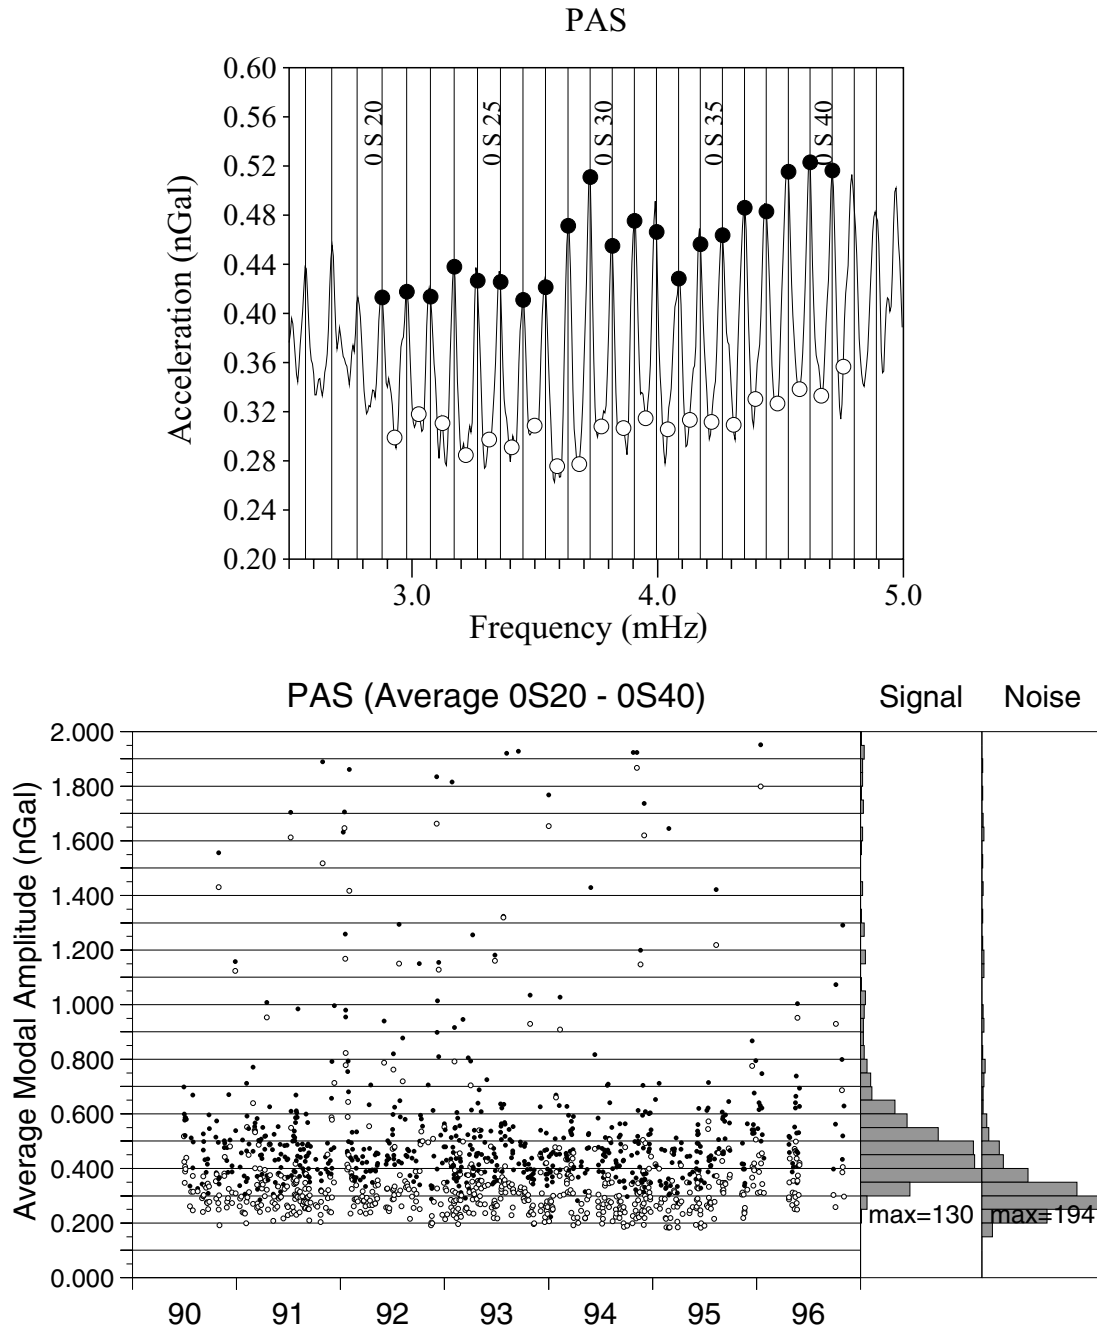 PAS
0.60
0.56
0.52
0.48
0.44
0.40
0.36
0.32
0.28
0.24
0.20
Acceleration (nGal)
0 S 20
0 S 25
0 S 30
0 S 35
0 S 40
3.0
4.0
5.0
Frequency (mHz)
PAS (Average 0S20 - 0S40)
Signal
Noise
2.000
1.800
1.600
1.400
1.200
1.000
0.800
0.600
0.400
0.200
0.000
Average Modal Amplitude (nGal)
max=130
max=194
90
91
92
93
94
95
96